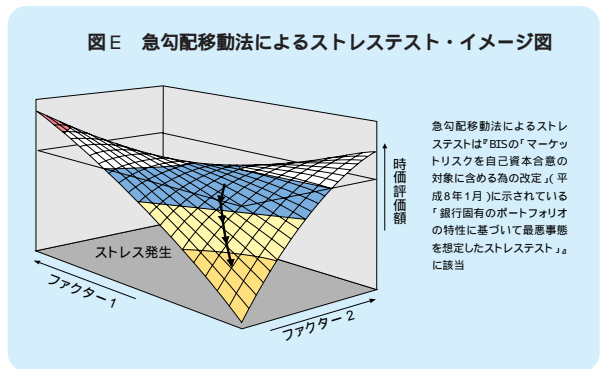 図E 急勾配移動法によるストレステスト・イメージ図
急勾配移動法によるストレ
ステストは『BISの「マーケッ
トリスクを自己資本合意の
対象に含める為の改定」(平
成8年1月)に示されている
「銀行固有のポートフォリオ
の特性に基づいて最悪事態
を想定したストレステスト」』
に該当
時価評価額
ストレス発生
ファクター1
ファクター2